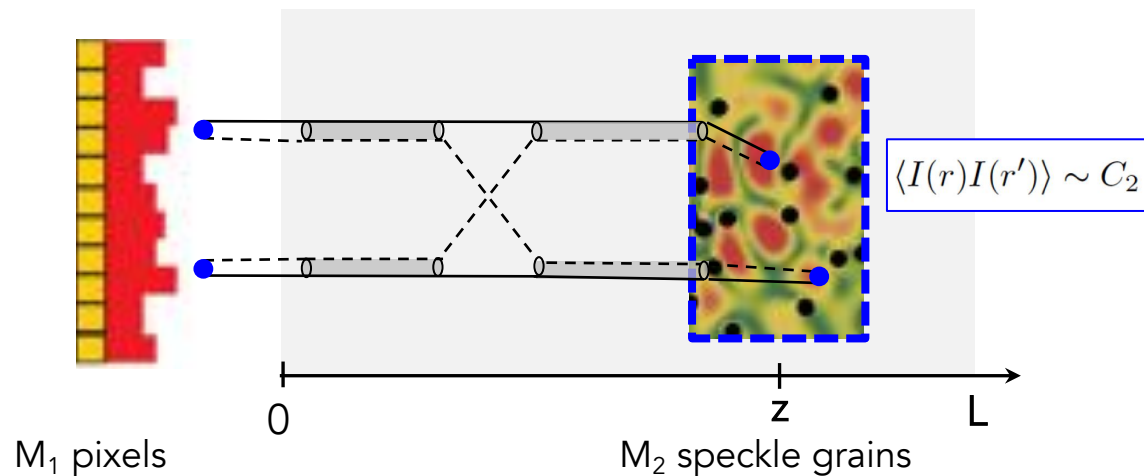 ⟨I(r)I(r′)⟩ ∼ C₂
0
z
L
M₁ pixels
M₂ speckle grains